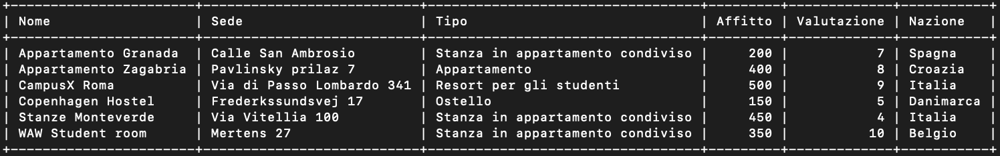 +-----------------------+---------------------------+----------------------------------+---------+-------------+-----------+
| Nome                  | Sede                      | Tipo                             | Affitto | Valutazione | Nazione   |
+-----------------------+---------------------------+----------------------------------+---------+-------------+-----------+
| Appartamento Granada  | Calle San Ambrosio        | Stanza in appartamento condiviso |     200 |           7 | Spagna    |
| Appartamento Zagabria | Pavlinsky prilaz 7        | Appartamento                     |     400 |           8 | Croazia   |
| CampusX Roma          | Via di Passo Lombardo 341 | Resort per gli studenti          |     500 |           9 | Italia    |
| Copenhagen Hostel     | Frederkssundsvej 17       | Ostello                          |     150 |           5 | Danimarca |
| Stanze Monteverde     | Via Vitellia 100          | Stanza in appartamento condiviso |     450 |           4 | Italia    |
| WAW Student room      | Mertens 27                | Stanza in appartamento condiviso |     350 |          10 | Belgio    |
+-----------------------+---------------------------+----------------------------------+---------+-------------+-----------+